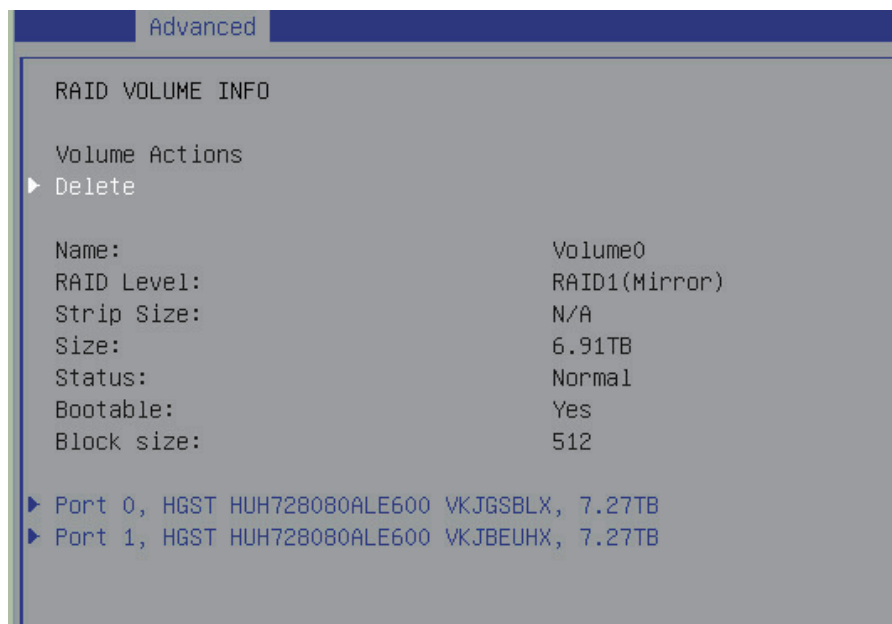 Advanced
RAID VOLUME INFO
Volume Actions
Delete
Name: Volume0
RAID Level: RAID1(Mirror)
Strip Size: N/A
Size: 6.91TB
Status: Normal
Bootable: Yes
Block size: 512
Port 0, HGST HUH728080ALE600 VKJGSBLX, 7.27TB
Port 1, HGST HUH728080ALE600 VKJBEUHX, 7.27TB